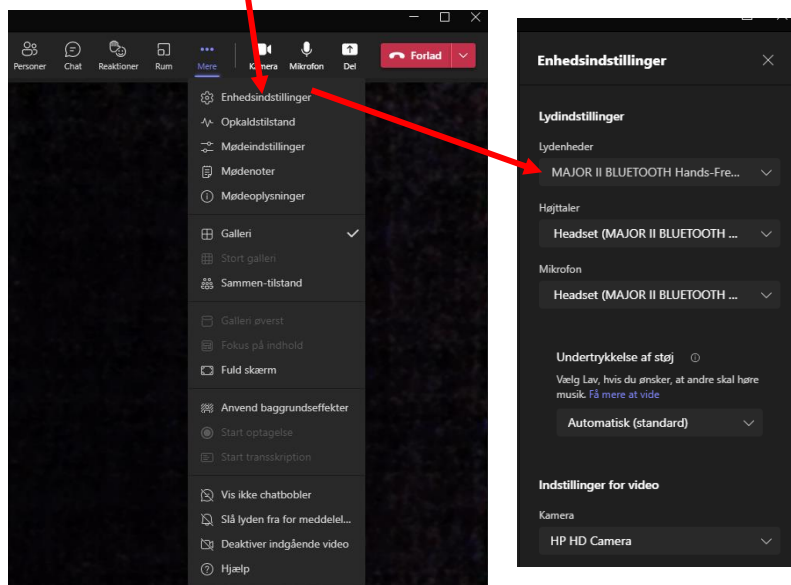 Personer Chat Reaktioner Rum Mere Kamera Mikrofon Del Forlad
Enhedsindstillinger
Opkaldstilstand
Mødeindstillinger
Mødenoter
Mødeoplysninger
Galleri
Stort galleri
Sammen-tilstand
Galleri øverst
Fokus på indhold
Fuld skærm
Anvend baggrundseffekter
Start optagelse
Start transskription
Vis ikke chatbobler
Slå lyden fra for meddelel...
Deaktiver indgående video
Hjælp
Enhedsindstillinger
Lydindstillinger
Lydenheder
MAJOR II BLUETOOTH Hands-Fre...
Højttaler
Headset (MAJOR II BLUETOOTH ...
Mikrofon
Headset (MAJOR II BLUETOOTH ...
Undertrykkelse af støj
Vælg Lav, hvis du ønsker, at andre skal høre
musik. Få mere at vide
Automatisk (standard)
Indstillinger for video
Kamera
HP HD Camera